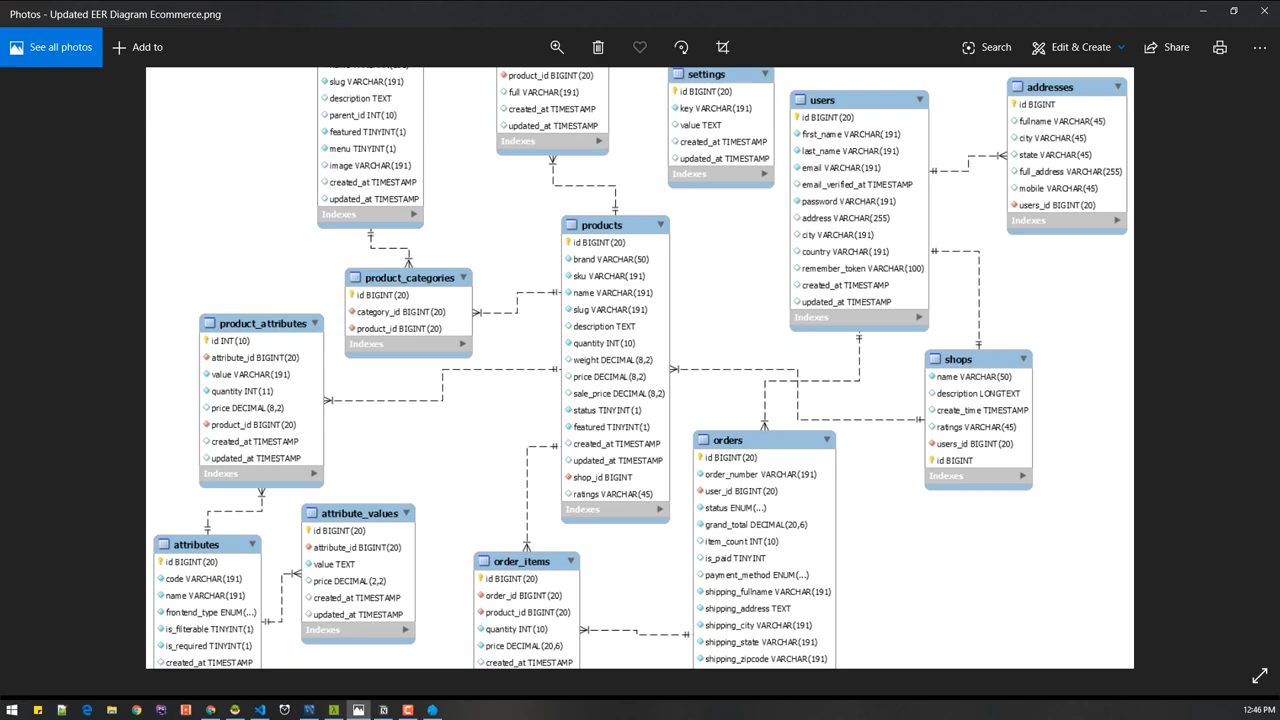 Photos - Updated EER Diagram Ecommerce.png
See all photos
Add to
Search
Edit & Create
Share
slug VARCHAR(191)
description TEXT
parent_id INT(10)
featured TINYINT(1)
menu TINYINT(1)
image VARCHAR(191)
created_at TIMESTAMP
updated_at TIMESTAMP
Indexes
product_id BIGINT(20)
full VARCHAR(191)
created_at TIMESTAMP
updated_at TIMESTAMP
Indexes
settings
id BIGINT(20)
key VARCHAR(191)
value TEXT
created_at TIMESTAMP
updated_at TIMESTAMP
Indexes
users
id BIGINT(20)
first_name VARCHAR(191)
last_name VARCHAR(191)
email VARCHAR(191)
email_verified_at TIMESTAMP
password VARCHAR(191)
address VARCHAR(255)
city VARCHAR(191)
country VARCHAR(191)
remember_token VARCHAR(100)
created_at TIMESTAMP
updated_at TIMESTAMP
Indexes
addresses
id BIGINT
fullname VARCHAR(45)
city VARCHAR(45)
state VARCHAR(45)
full_address VARCHAR(255)
mobile VARCHAR(45)
users_id BIGINT(20)
Indexes
product_categories
id BIGINT(20)
category_id BIGINT(20)
product_id BIGINT(20)
Indexes
products
id BIGINT(20)
brand VARCHAR(50)
sku VARCHAR(191)
name VARCHAR(191)
slug VARCHAR(191)
description TEXT
quantity INT(10)
weight DECIMAL(8,2)
price DECIMAL(8,2)
sale_price DECIMAL(8,2)
status TINYINT(1)
featured TINYINT(1)
created_at TIMESTAMP
updated_at TIMESTAMP
shop_id BIGINT
ratings VARCHAR(45)
Indexes
product_attributes
id INT(10)
attribute_id BIGINT(20)
value VARCHAR(191)
quantity INT(11)
price DECIMAL(8,2)
product_id BIGINT(20)
created_at TIMESTAMP
updated_at TIMESTAMP
Indexes
shops
name VARCHAR(50)
description LONGTEXT
create_time TIMESTAMP
ratings VARCHAR(45)
users_id BIGINT(20)
id BIGINT
Indexes
orders
id BIGINT(20)
order_number VARCHAR(191)
user_id BIGINT(20)
status ENUM(...)
grand_total DECIMAL(20,6)
item_count INT(10)
is_paid TINYINT
payment_method ENUM(...)
shipping_fullname VARCHAR(191)
shipping_address TEXT
shipping_city VARCHAR(191)
shipping_state VARCHAR(191)
shipping_zipcode VARCHAR(191)
attribute_values
id BIGINT(20)
attribute_id BIGINT(20)
value TEXT
price DECIMAL(2,2)
created_at TIMESTAMP
updated_at TIMESTAMP
Indexes
attributes
id BIGINT(20)
code VARCHAR(191)
name VARCHAR(191)
frontend_type ENUM(...)
is_filterable TINYINT(1)
is_required TINYINT(1)
created_at TIMESTAMP
order_items
id BIGINT(20)
order_id BIGINT(20)
product_id BIGINT(20)
quantity INT(10)
price DECIMAL(20,6)
created_at TIMESTAMP
12:46 PM